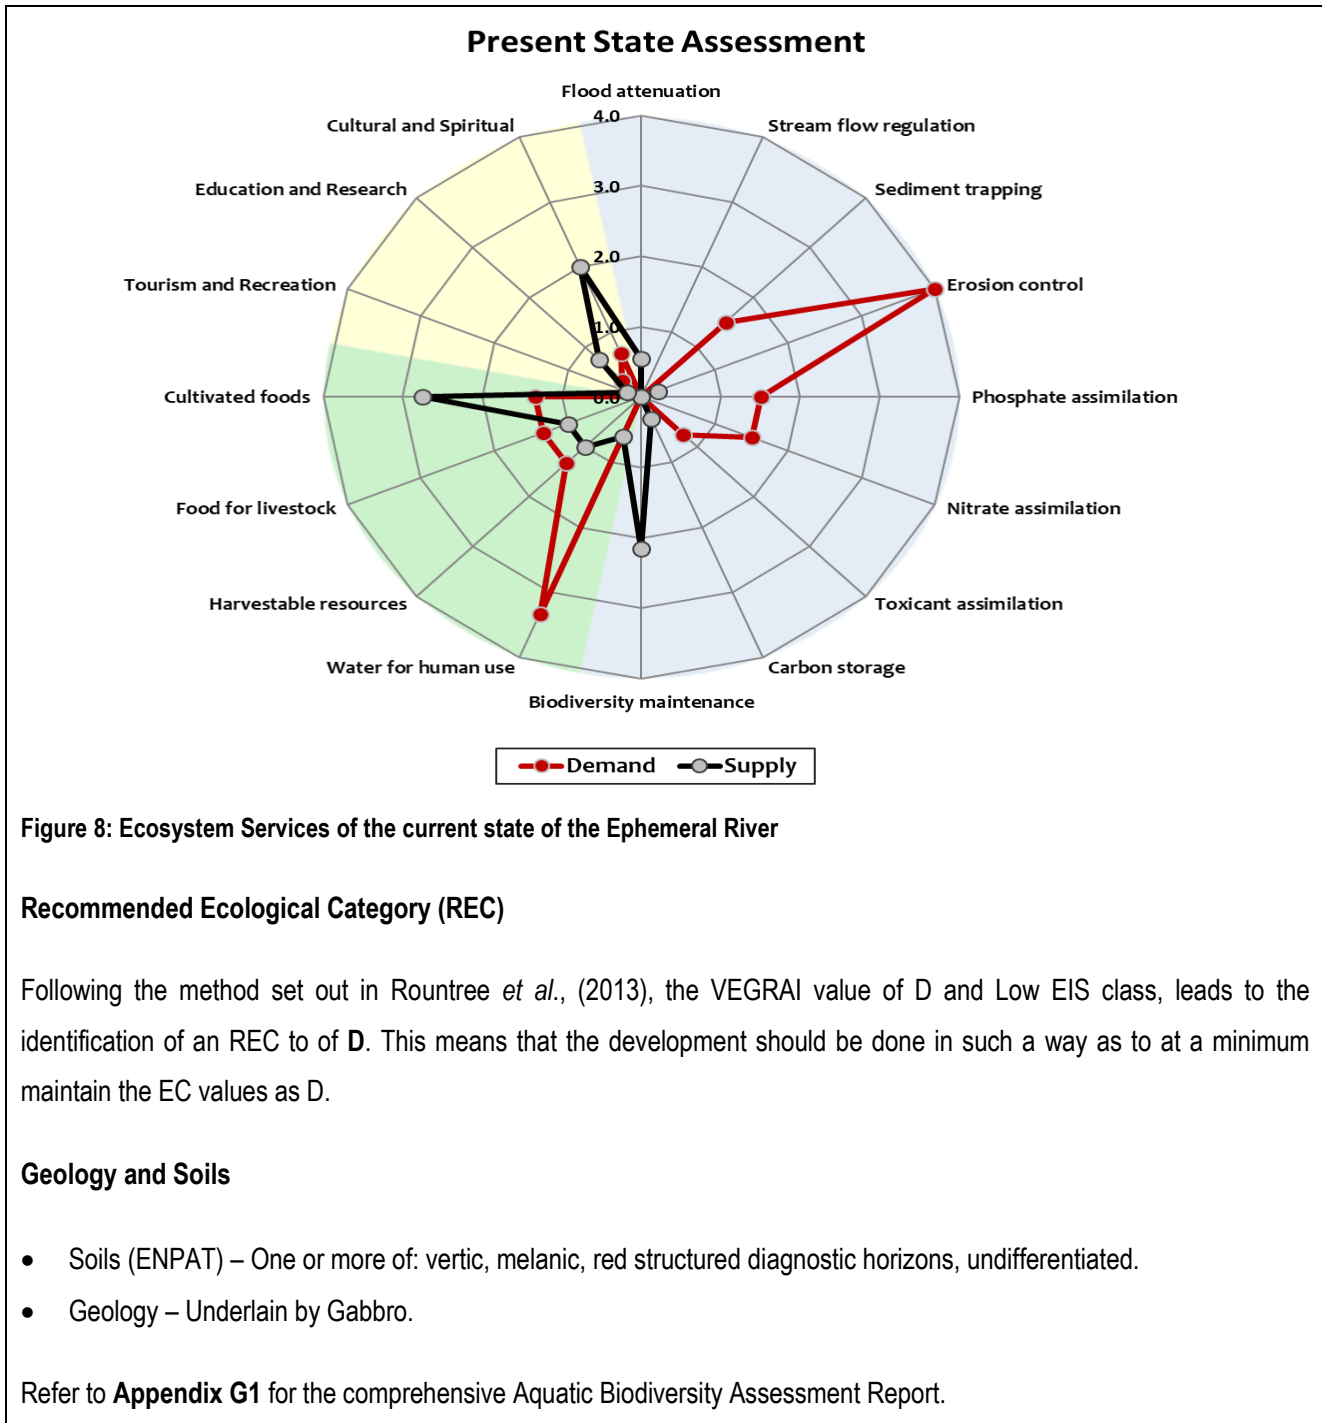 Present State Assessment
Flood attenuation
4.0
Cultural and Spiritual
Stream flow regulation
Education and Research
3.0
Sediment trapping
2.0
Tourism and Recreation
Erosion control
1.0
Cultivated foods
0.0
Phosphate assimilation
Food for livestock
Nitrate assimilation
Harvestable resources
Toxicant assimilation
Water for human use
Carbon storage
Biodiversity maintenance
Demand Supply
Figure 8: Ecosystem Services of the current state of the Ephemeral River
Recommended Ecological Category (REC)
Following the method set out in Rountree et al., (2013), the VEGRAI value of D and Low EIS class, leads to the
identification of an REC to of D. This means that the development should be done in such a way as to at a minimum
maintain the EC values as D.
Geology and Soils
• Soils (ENPAT) – One or more of: vertic, melanic, red structured diagnostic horizons, undifferentiated.
• Geology – Underlain by Gabbro.
Refer to Appendix G1 for the comprehensive Aquatic Biodiversity Assessment Report.